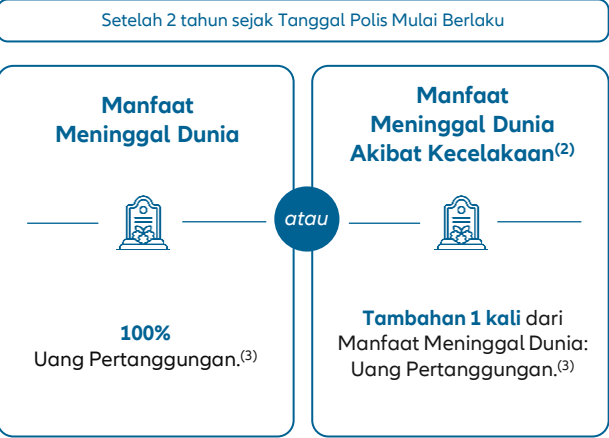 Setelah 2 tahun sejak Tanggal Polis Mulai Berlaku
Manfaat
Meninggal Dunia
atau
100%
Uang Pertanggungan.(3)
Manfaat
Meninggal Dunia
Akibat Kecelakaan(2)
Tambahan 1 kali dari
Manfaat Meninggal Dunia:
Uang Pertanggungan.(3)